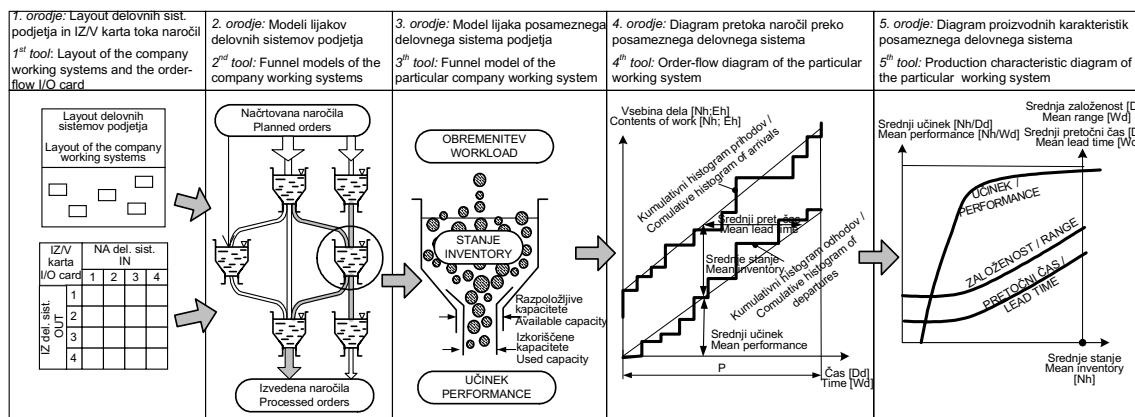 1. orodje: Layout delovnih sist.
podjetja in IZ/V karta toka naročil
1st tool: Layout of the company
working systems and the order-
flow I/O card
2. orodje: Modeli lijakov
delovnih sistemov podjetja
2nd tool: Funnel models of the
company working systems
3. orodje: Model lijaka posameznega
delovnega sistema podjetja
3th tool: Funnel model of the
particular company working system
4. orodje: Diagram pretoka naročil preko
posameznega delovnega sistema
4th tool: Order-flow diagram of the particular
working system
5. orodje: Diagram proizvodnih karakteristik
posameznega delovnega sistema
5th tool: Production characteristic diagram of
the particular working system
Layout delovnih
sistemov podjetja
Layout of the company
working systems
IZ/V
karta
I/O card
NA del. sist.
IN
1 2 3 4
IZ del. sist.
OUT
1
2
3
4
Načrtovana naročila
Planned orders
Izvedena naročila
Processed orders
OBREMENITEV
WORKLOAD
STANJE
INVENTORY
Razpoložljive
kapacitete
Available capacity
Izkoriščene
kapacitete
Used capacity
UČINEK
PERFORMANCE
Vsebina dela [Nh;Eh]
Contents of work [Nh; Eh]
Kumulativni histogram prihodov /
Comulative histogram of arrivals
Srednji pret. čas
Mean lead time
Srednje stanje
Mean inventory
Kumulativni histogram odhodov /
Comulative histogram of
departures
Srednji učinek
Mean performance
P
Čas [Dd]
Time [Wd]
Srednji učinek [Nh/Dd]
Mean performance [Nh/Wd]
Srednja založenost [D
Mean range [Wd]
Srednji pretočni čas [D
Mean lead time [Wd
UČINEK /
PERFORMANCE
ZALOŽENOST / RANGE
PRETOČNI ČAS /
LEAD TIME
Srednje stanje
Mean inventory
[Nh]